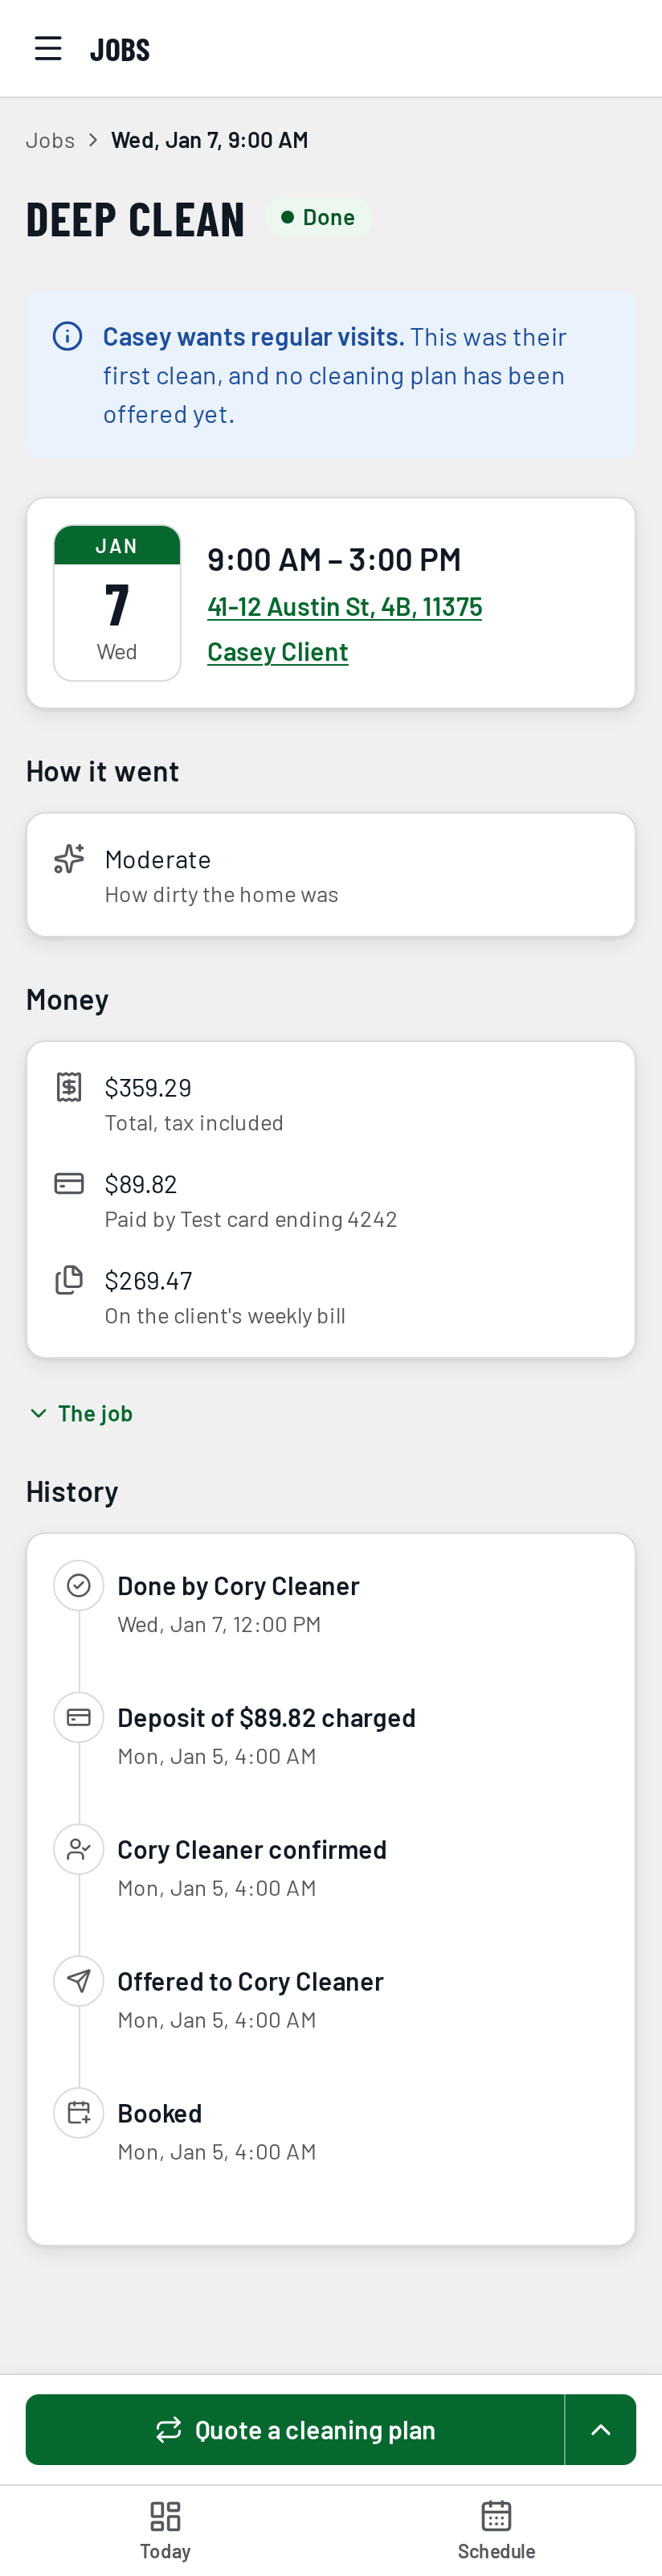 JOBS
Jobs > Wed, Jan 7, 9:00 AM
DEEP CLEAN
Done
Casey wants regular visits. This was their
first clean, and no cleaning plan has been
offered yet.
JAN
7
Wed
9:00 AM – 3:00 PM
41-12 Austin St, 4B, 11375
Casey Client
How it went
Moderate
How dirty the home was
Money
$359.29
Total, tax included
$89.82
Paid by Test card ending 4242
$269.47
On the client's weekly bill
The job
History
Done by Cory Cleaner
Wed, Jan 7, 12:00 PM
Deposit of $89.82 charged
Mon, Jan 5, 4:00 AM
Cory Cleaner confirmed
Mon, Jan 5, 4:00 AM
Offered to Cory Cleaner
Mon, Jan 5, 4:00 AM
Booked
Mon, Jan 5, 4:00 AM
Quote a cleaning plan
Today
Schedule